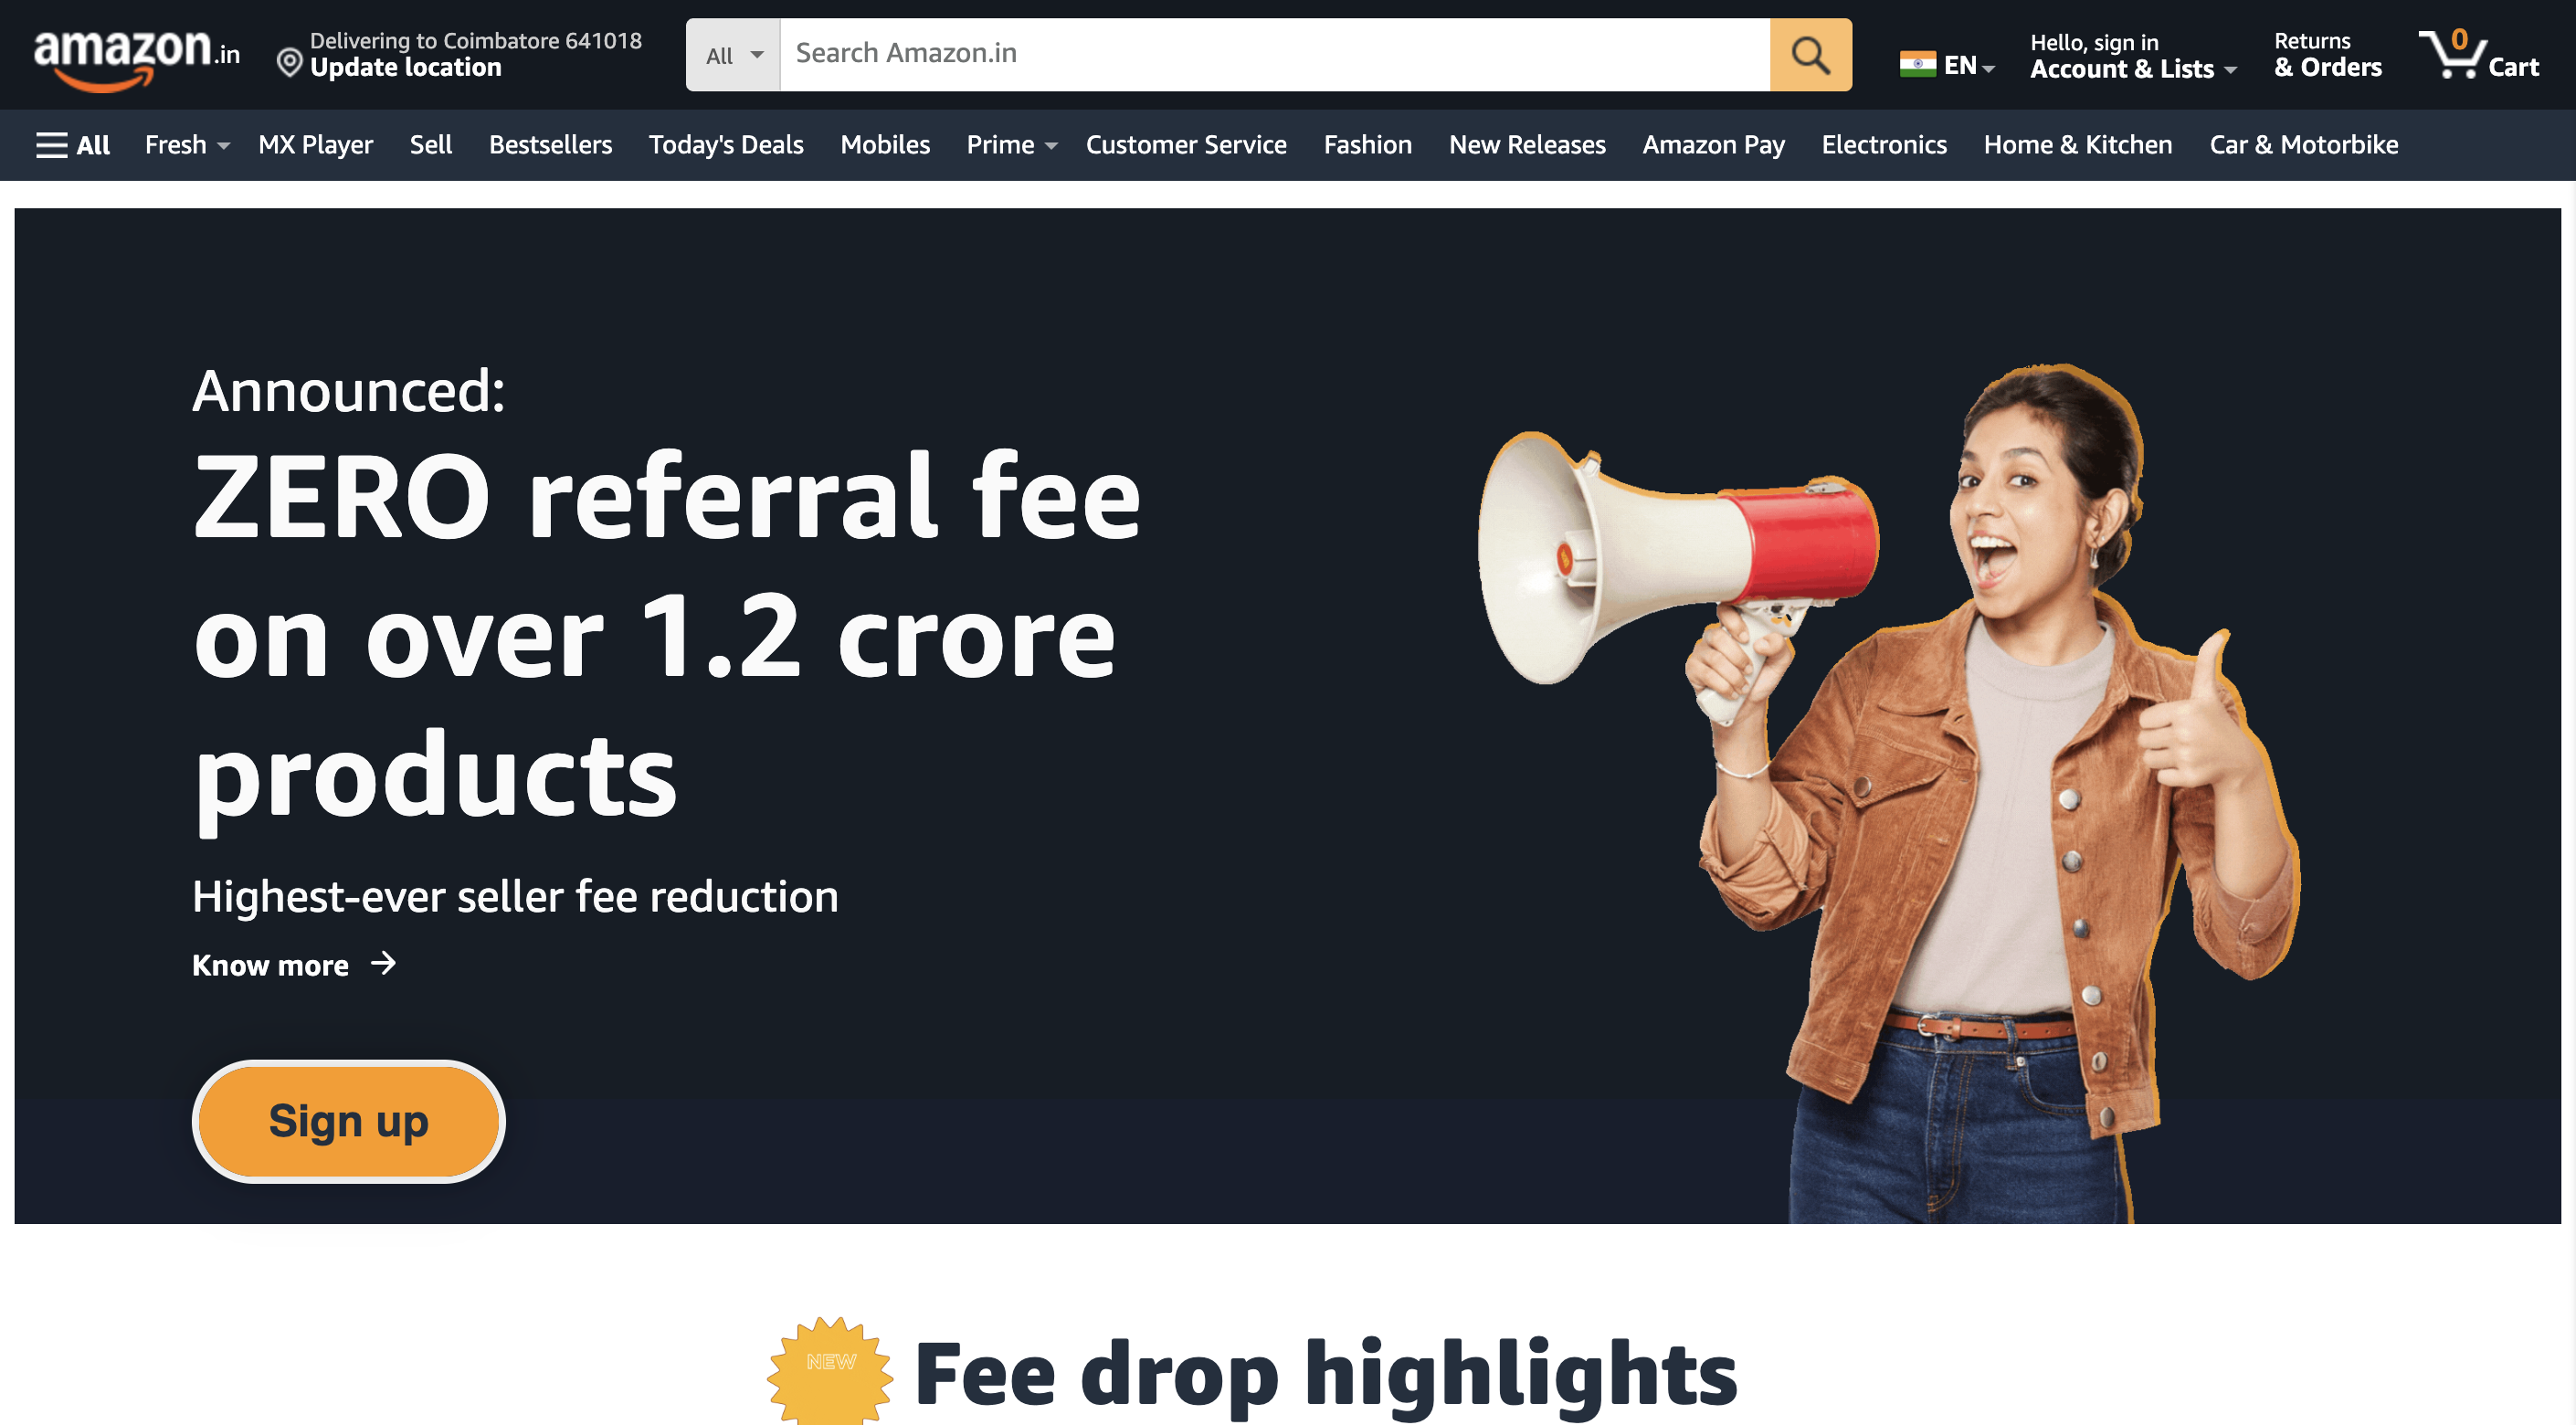 amazon.in
Delivering to Coimbatore 641018
Update location
All
Search Amazon.in
EN
Hello, sign in
Account & Lists
Returns
& Orders
0
Cart
All
Fresh
MX Player
Sell
Bestsellers
Today's Deals
Mobiles
Prime
Customer Service
Fashion
New Releases
Amazon Pay
Electronics
Home & Kitchen
Car & Motorbike
Announced:
ZERO referral fee
on over 1.2 crore
products
Highest-ever seller fee reduction
Know more →
Sign up
NEW
Fee drop highlights